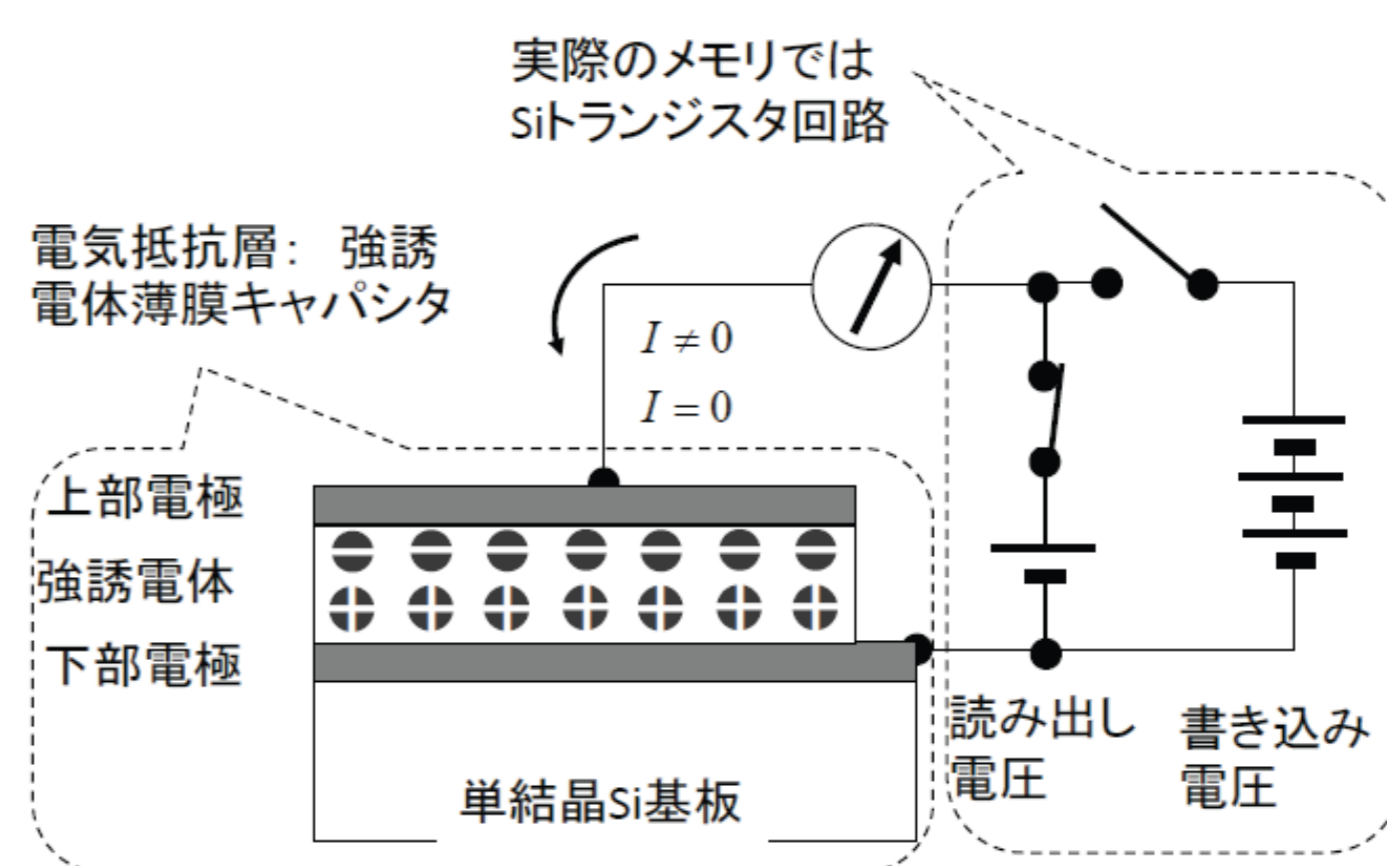 実際のメモリでは
Siトランジスタ回路
電気抵抗層： 強誘
電体薄膜キャパシタ
I ≠ 0
I = 0
上部電極
強誘電体
下部電極
単結晶Si基板
読み出し
電圧
書き込み
電圧